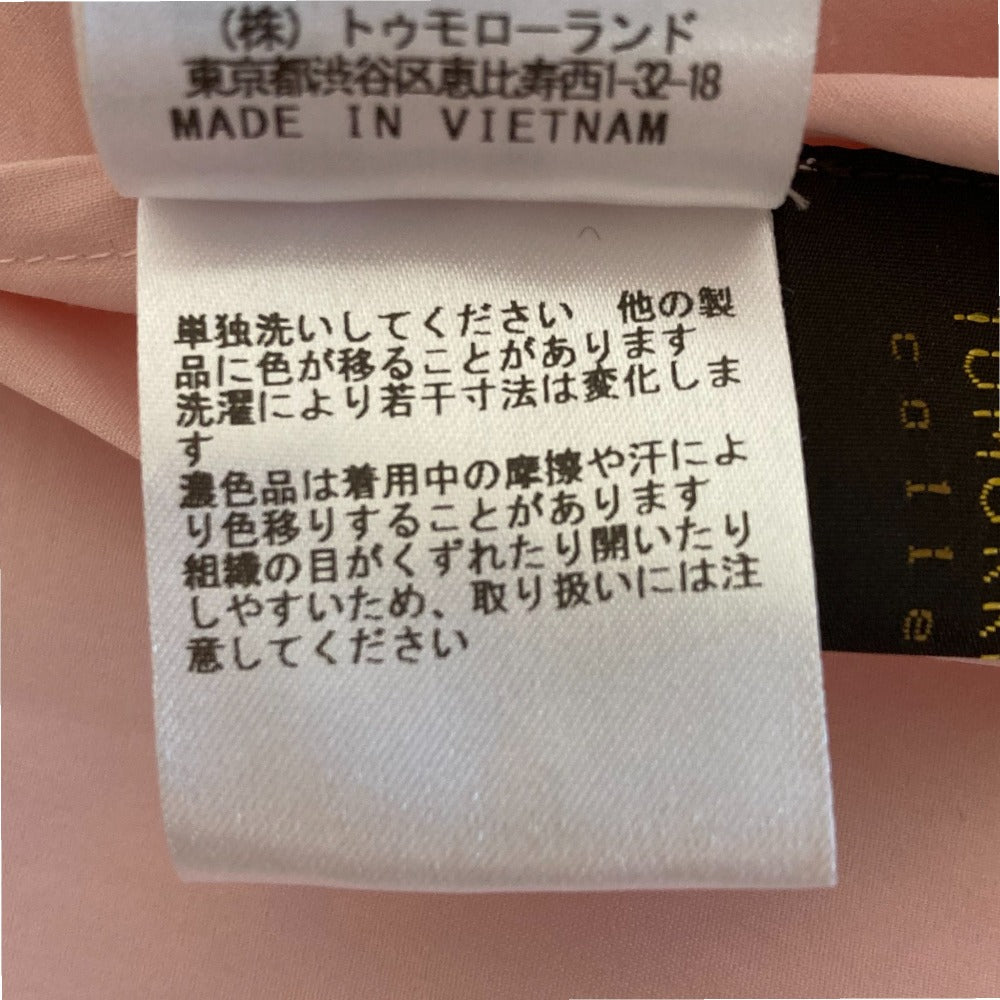 (株) トゥモローランド
東京都渋谷区恵比寿西1-32-18
MADE IN VIETNAM
単独洗いしてください 他の製
品に色が移ることがあります
洗濯により若干寸法は変化しま
す
濃色品は着用中の摩擦や汗によ
り色移りすることがあります
組織の目がくずれたり開いたり
しやすいため、取り扱いには注
意してください
colle